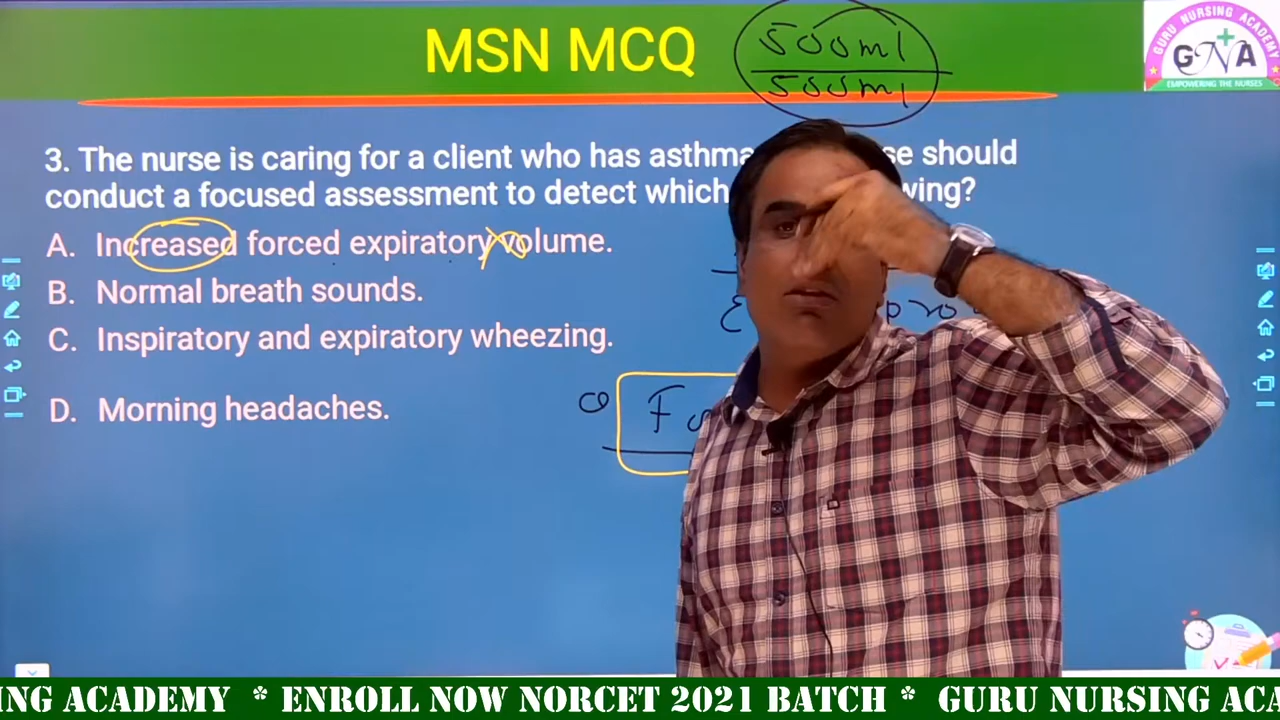 MSN MCQ
500ml
500ml
GURU NURSING ACADEMY
GNA
EMPOWERING THE NURSES
3. The nurse is caring for a client who has asthma se should
conduct a focused assessment to detect which wing?
A. Increased forced expiratory volume.
B. Normal breath sounds.
C. Inspiratory and expiratory wheezing.
D. Morning headaches.
Fo
ING ACADEMY * ENROLL NOW NORCET 2021 BATCH * GURU NURSING ACA